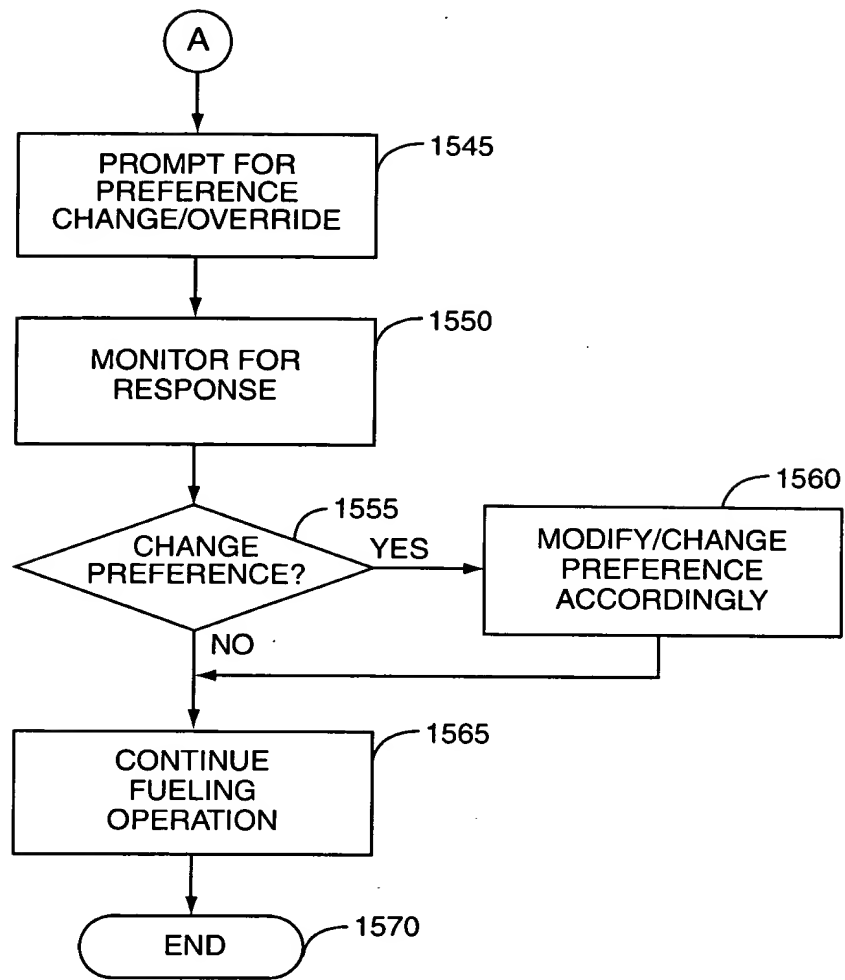 A
1545
PROMPT FOR
PREFERENCE
CHANGE/OVERRIDE
1550
MONITOR FOR
RESPONSE
1555
CHANGE
PREFERENCE?
YES
1560
MODIFY/CHANGE
PREFERENCE
ACCORDINGLY
NO
1565
CONTINUE
FUELING
OPERATION
END
1570